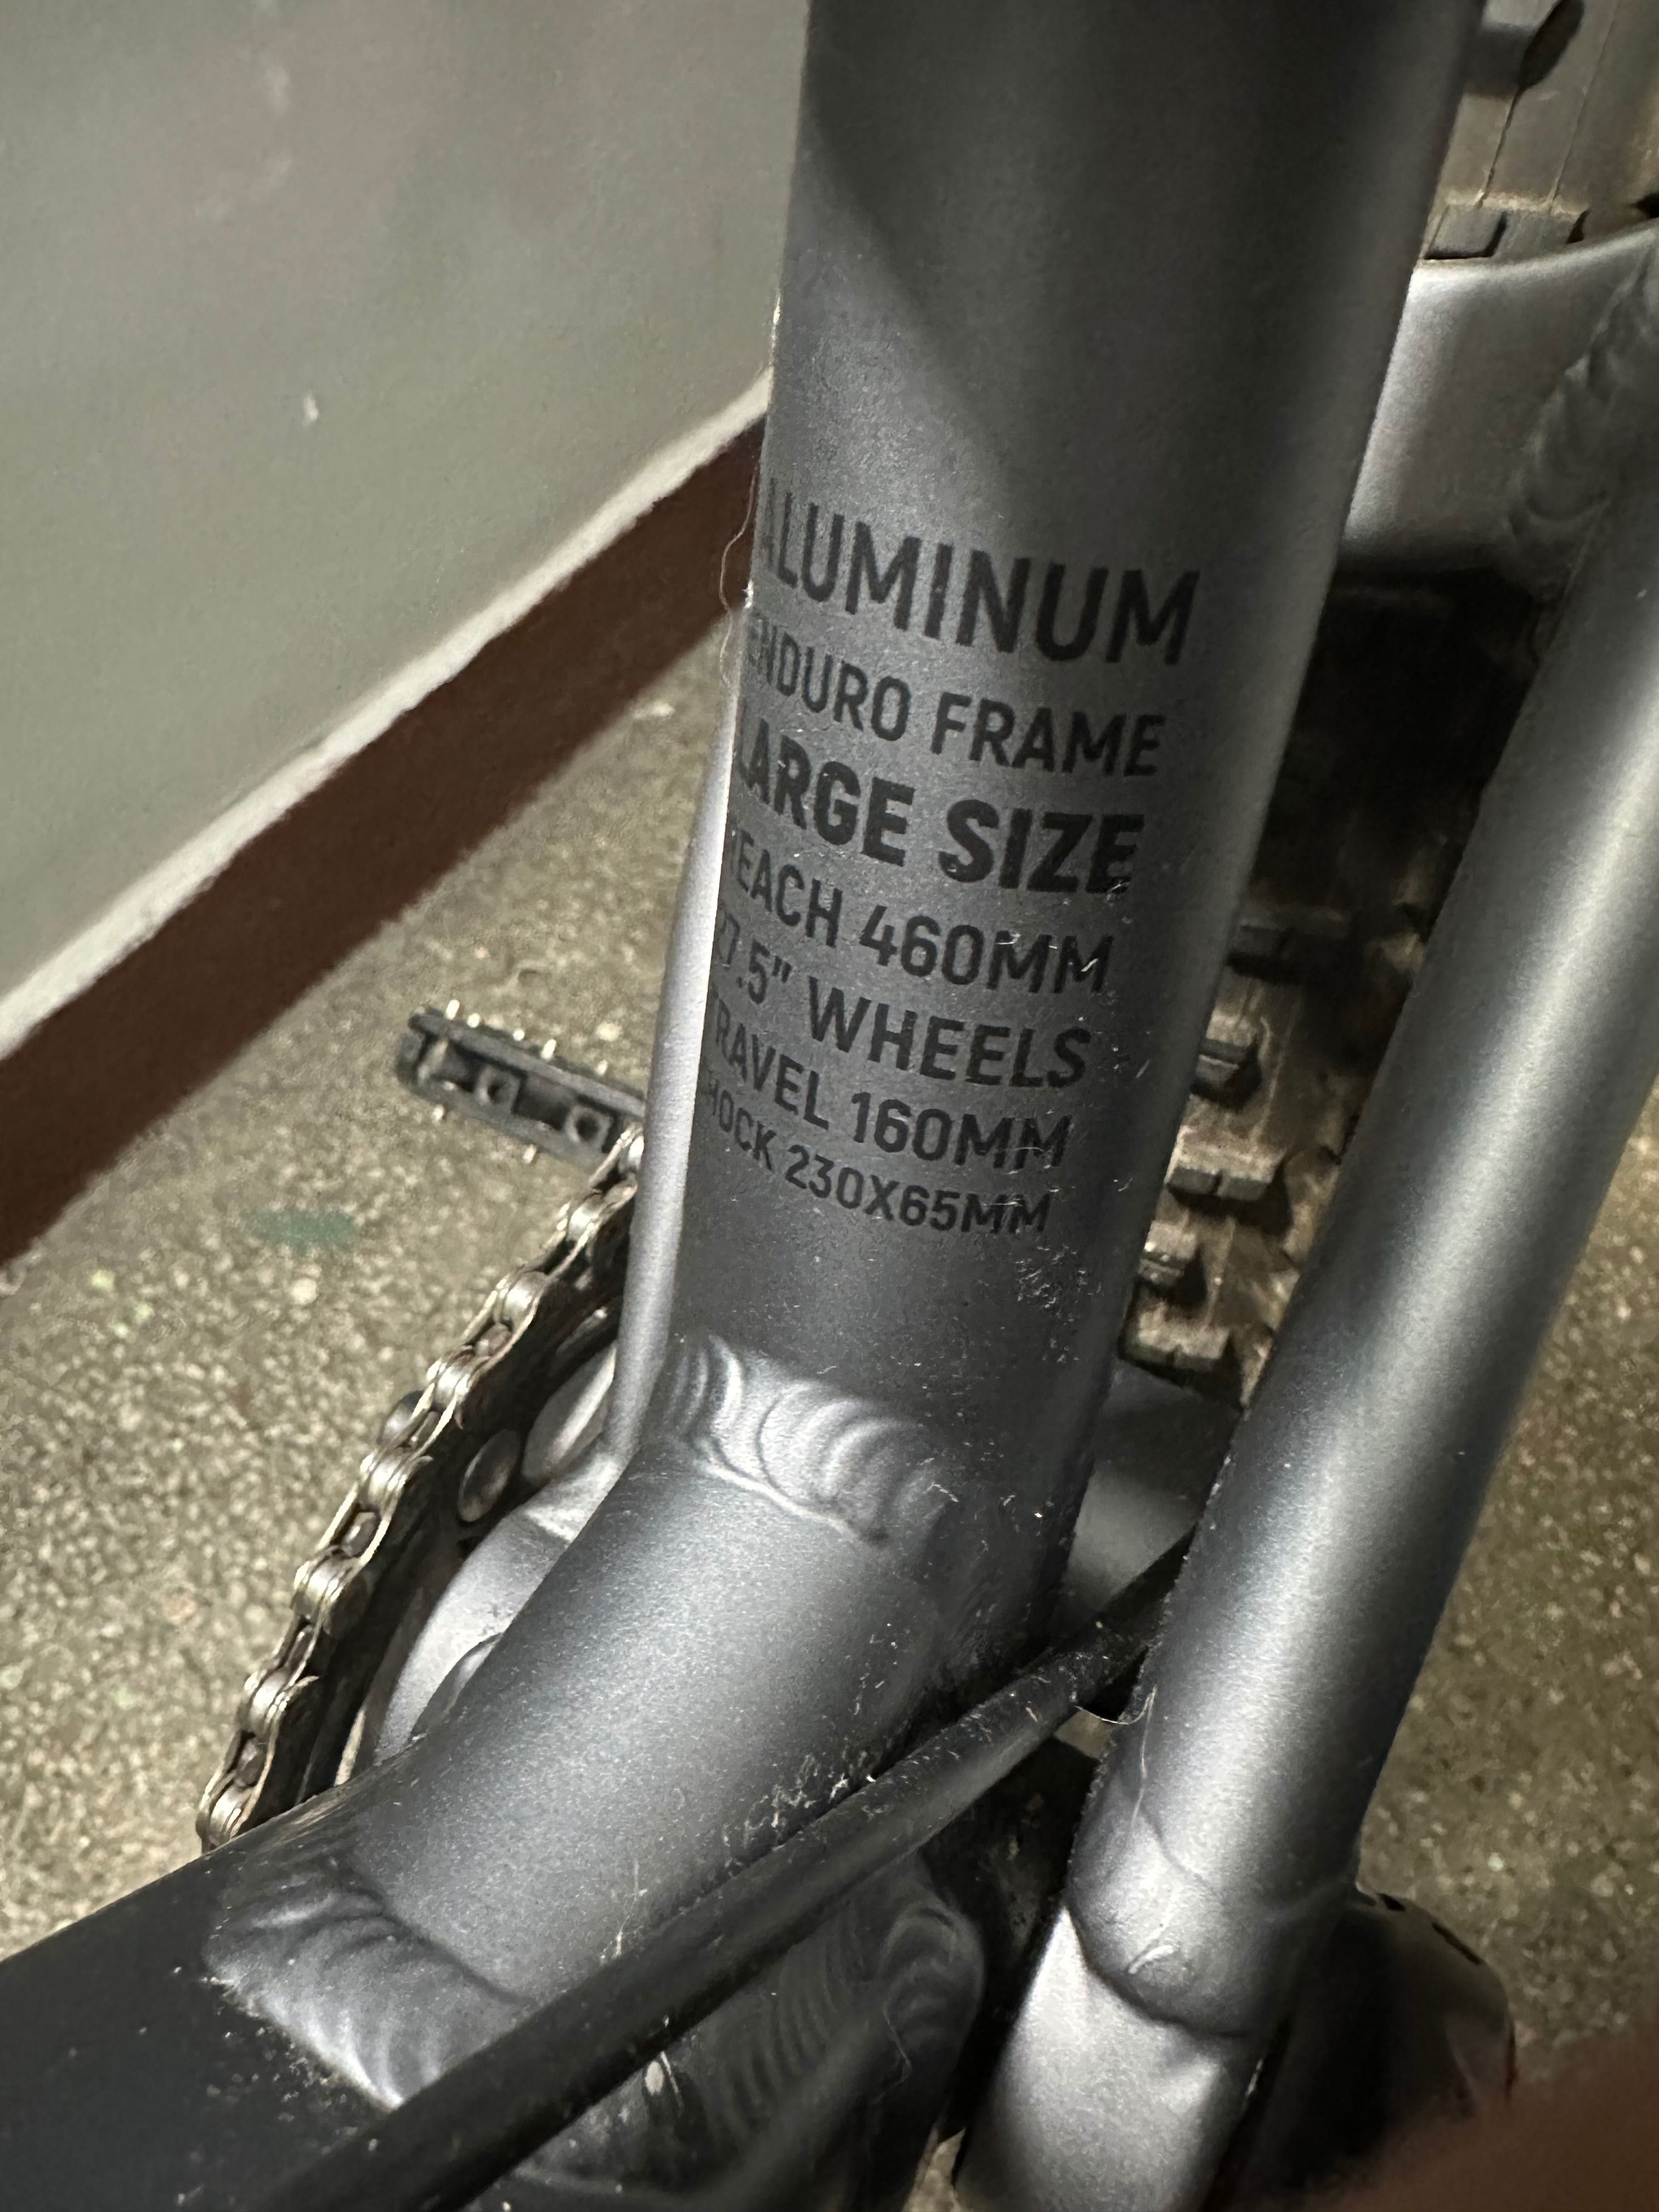 ALUMINUM
ENDURO FRAME
LARGE SIZE
REACH 460MM
27.5" WHEELS
TRAVEL 160MM
SHOCK 230X65MM